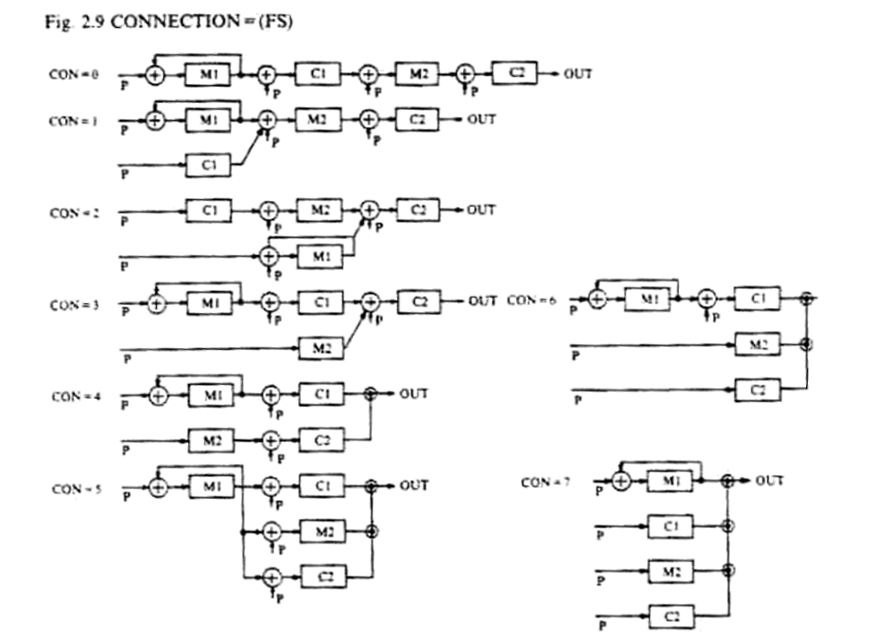 Fig. 2.9 CONNECTION=(FS)
CON=0 P M1 P C1 P M2 P C2 OUT
CON=1 P M1 P M2 P C2 OUT
P C1
CON=2 P C1 P M2 P C2 OUT
P P M1
CON=3 P M1 P C1 P C2 OUT
P M2
CON=4 P M1 P C1 OUT
P M2 P C2
CON=5 P M1 P C1 OUT
P M2
P C2
CON=6 P M1 P C1
P M2
P C2
CON=7 P M1 OUT
P C1
P M2
P C2